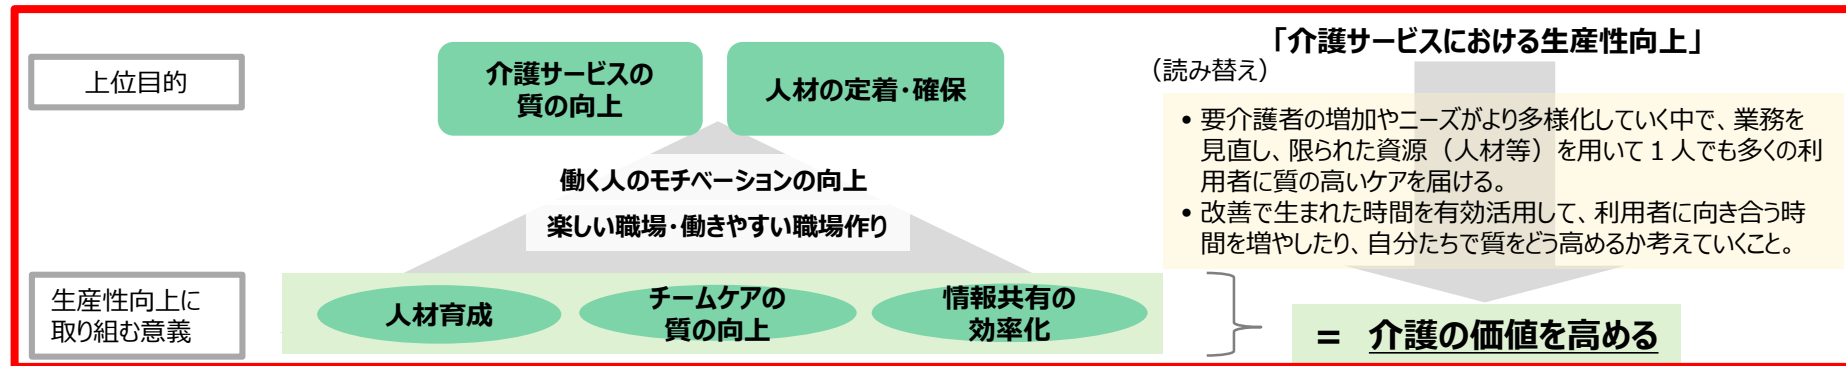 上位目的
介護サービスの
質の向上
人材の定着・確保
働く人のモチベーションの向上
楽しい職場・働きやすい職場作り
生産性向上に
取り組む意義
人材育成
チームケアの
質の向上
情報共有の
効率化
「介護サービスにおける生産性向上」
（読み替え）
• 要介護者の増加やニーズがより多様化していく中で、業務を
見直し、限られた資源（人材等）を用いて１人でも多くの利
用者に質の高いケアを届ける。
• 改善で生まれた時間を有効活用して、利用者に向き合う時
間を増やしたり、自分たちで質をどう高めるか考えていくこと。
＝ 介護の価値を高める